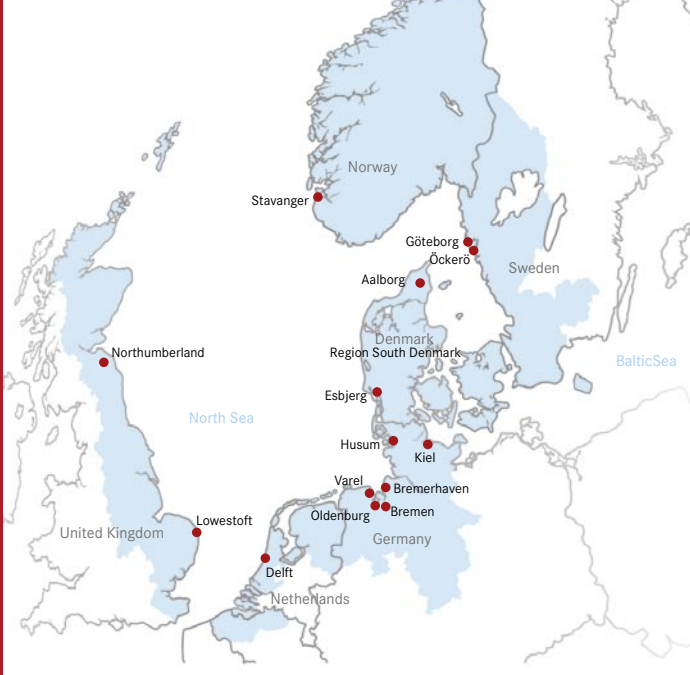 Norway
Stavanger
Göteborg
Öckerö
Sweden
Aalborg
Denmark
Region South Denmark
Northumberland
BalticSea
Esbjerg
North Sea
Husum
Kiel
Varel
Bremerhaven
Oldenburg
Bremen
Lowestoft
United Kingdom
Germany
Delft
Netherlands